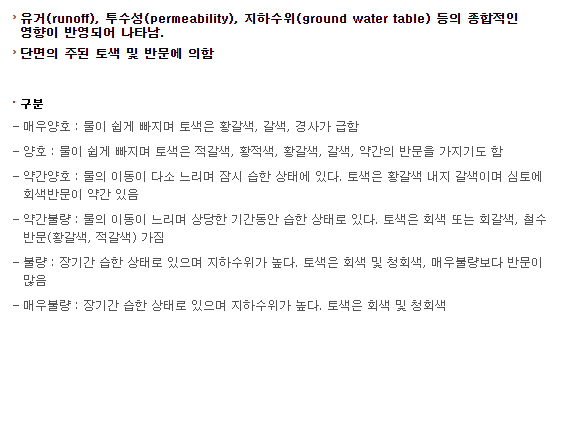 › 유거(runoff), 투수성(permeability), 지하수위(ground water table) 등의 종합적인
영향이 반영되어 나타남.
› 단면의 주된 토색 및 반문에 의함
· 구분
- 매우양호 : 물이 쉽게 빠지며 토색은 황갈색, 갈색, 경사가 급함
- 양호 : 물이 쉽게 빠지며 토색은 적갈색, 황적색, 황갈색, 갈색, 약간의 반문을 가지기도 함
- 약간양호 : 물의 이동이 다소 느리며 잠시 습한 상태에 있다. 토색은 황갈색 내지 갈색이며 심토에
회색반문이 약간 있음
- 약간불량 : 물의 이동이 느리며 상당한 기간동안 습한 상태로 있다. 토색은 회색 또는 회갈색, 철수
반문(황갈색, 적갈색) 가짐
- 불량 : 장기간 습한 상태로 있으며 지하수위가 높다. 토색은 회색 및 청회색, 매우불량보다 반문이
많음
- 매우불량 : 장기간 습한 상태로 있으며 지하수위가 높다. 토색은 회색 및 청회색